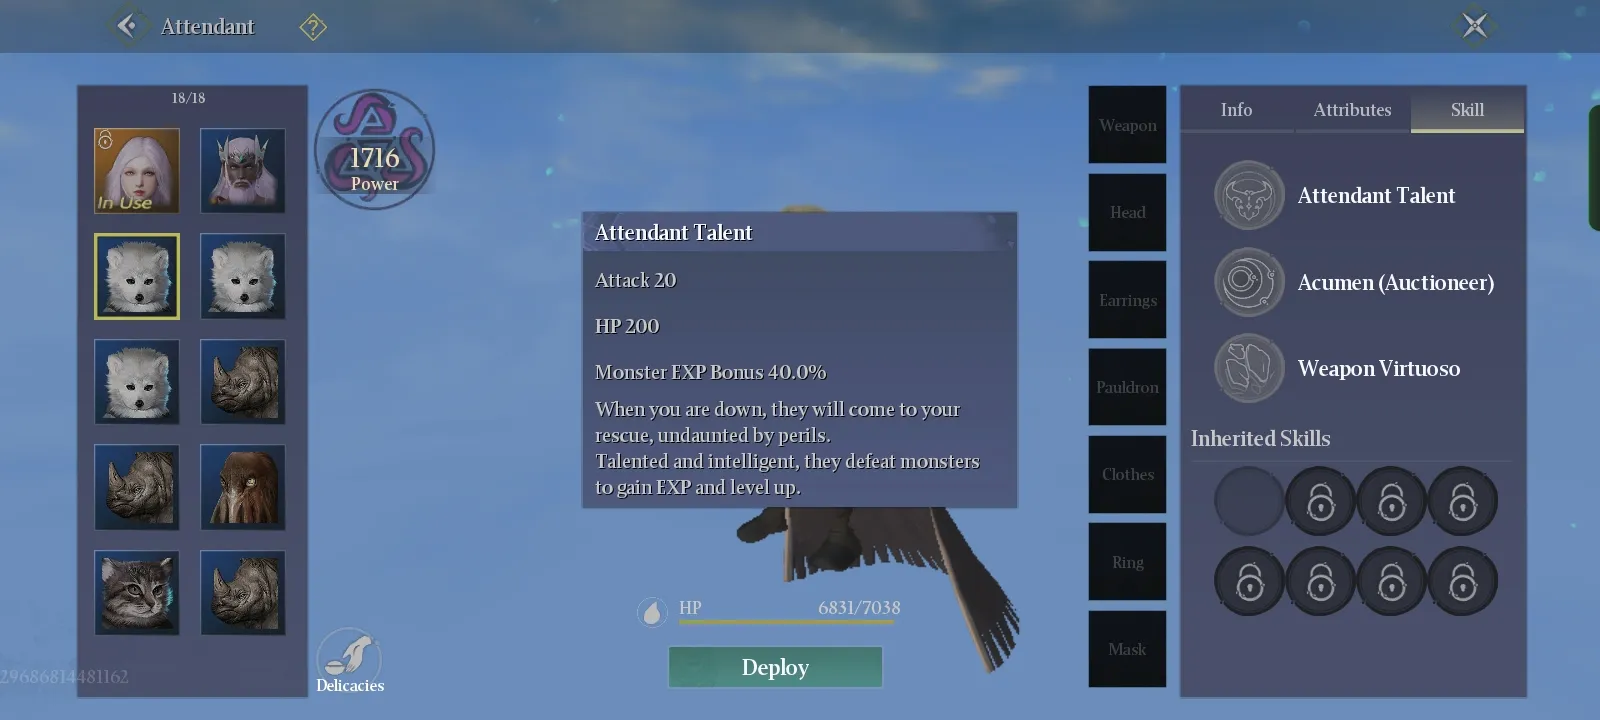 Attendant
?
18/18
In Use
1716
Power
Attendant Talent
Attack 20
HP 200
Monster EXP Bonus 40.0%
When you are down, they will come to your
rescue, undaunted by perils.
Talented and intelligent, they defeat monsters
to gain EXP and level up.
HP 6831/7038
Deploy
Delicacies
29686814481162
Weapon
Head
Earrings
Pauldron
Clothes
Ring
Mask
Info Attributes Skill
Attendant Talent
Acumen (Auctioneer)
Weapon Virtuoso
Inherited Skills